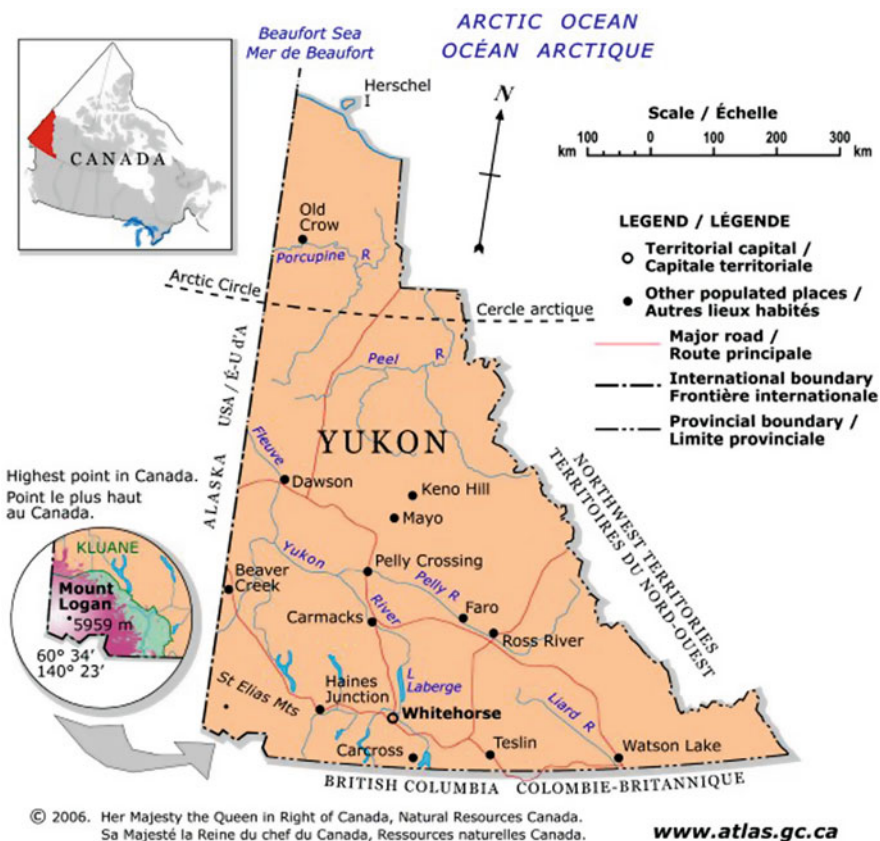 Beaufort Sea
Mer de Beaufort
ARCTIC OCEAN
OCÉAN ARCTIQUE
CANADA
Herschel
I
N
Scale / Échelle
100 0 100 200 300
km km
LEGEND / LÉGENDE
Territorial capital /
Capitale territoriale
Other populated places /
Autres lieux habités
Major road /
Route principale
International boundary
Frontière internationale
Provincial boundary /
Limite provinciale
Old
Crow
Porcupine R
Arctic Circle
Cercle arctique
Peel R
ALASKA USA / É-U d'A
YUKON
Fleuve
Dawson
Keno Hill
Mayo
NORTHWEST TERRITORIES
TERRITOIRES DU NORD-OUEST
Highest point in Canada.
Point le plus haut
au Canada.
KLUANE
Mount
Logan
5959 m
60° 34'
140° 23'
Yukon
River
Pelly Crossing
Pelly R
Beaver
Creek
Carmacks
Faro
Ross River
L
Laberge
Haines
Junction
St Elias Mts
Whitehorse
Liard R
Carcross
Teslin
Watson Lake
BRITISH COLUMBIA COLOMBIE-BRITANNIQUE
© 2006. Her Majesty the Queen in Right of Canada, Natural Resources Canada.
Sa Majesté la Reine du chef du Canada, Ressources naturelles Canada.
www.atlas.gc.ca